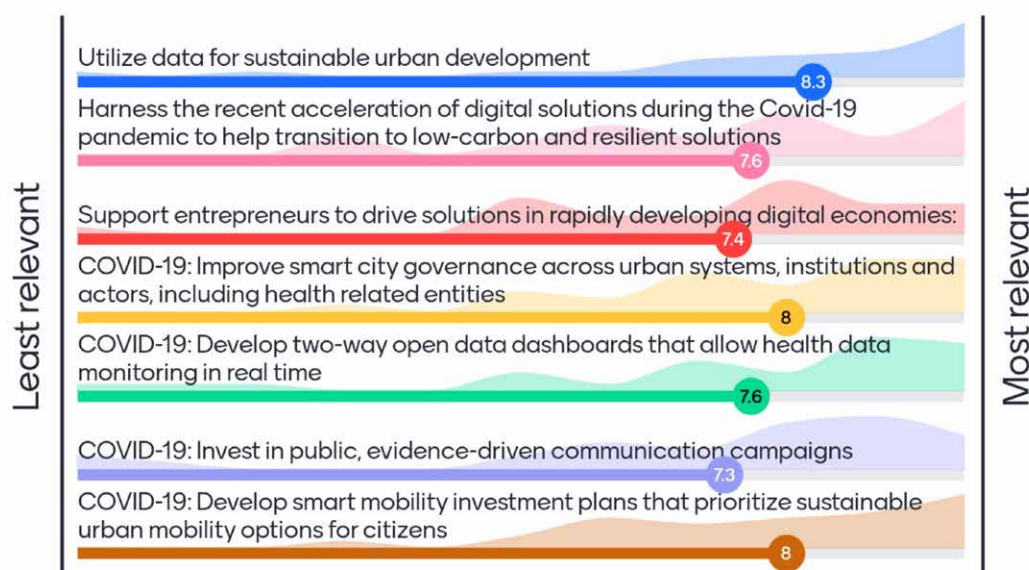 Least relevant
Utilize data for sustainable urban development
8.3
Harness the recent acceleration of digital solutions during the Covid-19
pandemic to help transition to low-carbon and resilient solutions
7.6
Support entrepreneurs to drive solutions in rapidly developing digital economies:
7.4
COVID-19: Improve smart city governance across urban systems, institutions and
actors, including health related entities
8
COVID-19: Develop two-way open data dashboards that allow health data
monitoring in real time
7.6
COVID-19: Invest in public, evidence-driven communication campaigns
7.3
COVID-19: Develop smart mobility investment plans that prioritize sustainable
urban mobility options for citizens
8
Most relevant